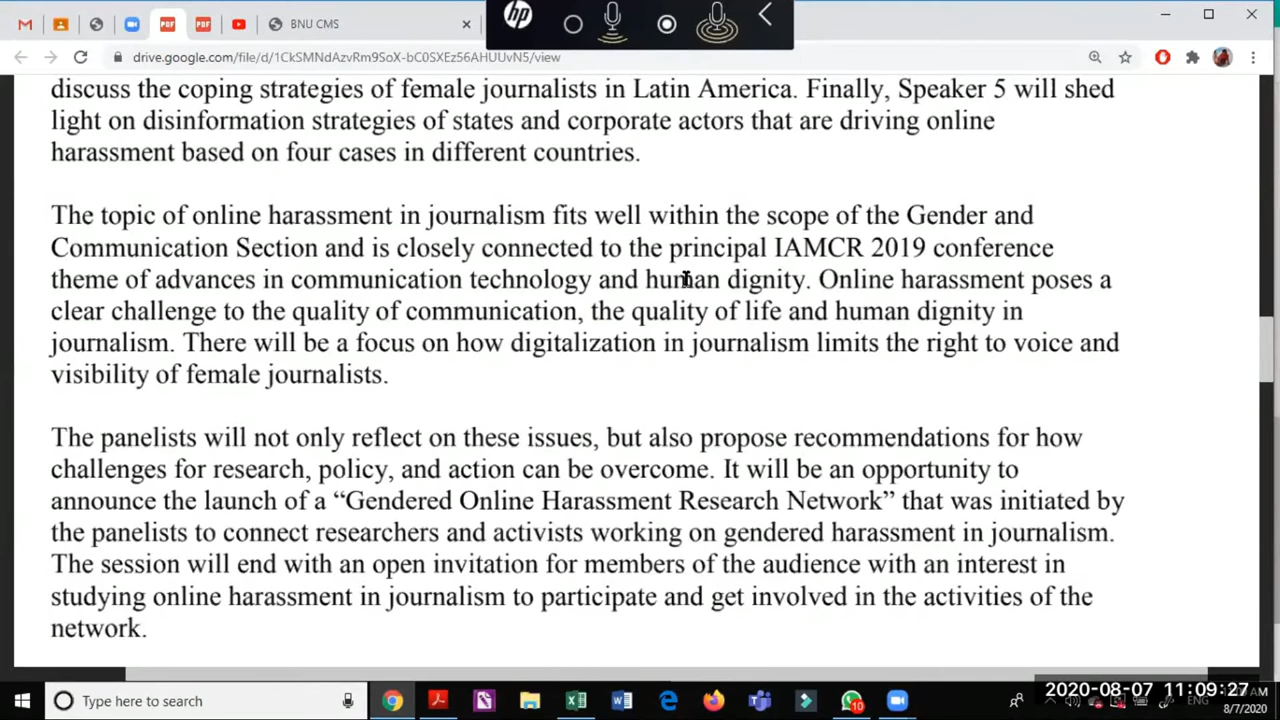 BNU CMS
hp
drive.google.com/file/d/1CkSMNdAzvRm9SoX-bC0SXEz56AHUUvN5/view
discuss the coping strategies of female journalists in Latin America. Finally, Speaker 5 will shed
light on disinformation strategies of states and corporate actors that are driving online
harassment based on four cases in different countries.
The topic of online harassment in journalism fits well within the scope of the Gender and
Communication Section and is closely connected to the principal IAMCR 2019 conference
theme of advances in communication technology and human dignity. Online harassment poses a
clear challenge to the quality of communication, the quality of life and human dignity in
journalism. There will be a focus on how digitalization in journalism limits the right to voice and
visibility of female journalists.
The panelists will not only reflect on these issues, but also propose recommendations for how
challenges for research, policy, and action can be overcome. It will be an opportunity to
announce the launch of a “Gendered Online Harassment Research Network” that was initiated by
the panelists to connect researchers and activists working on gendered harassment in journalism.
The session will end with an open invitation for members of the audience with an interest in
studying online harassment in journalism to participate and get involved in the activities of the
network.
Type here to search
10
ENG
2020-08-07 11:09:27
8/7/2020